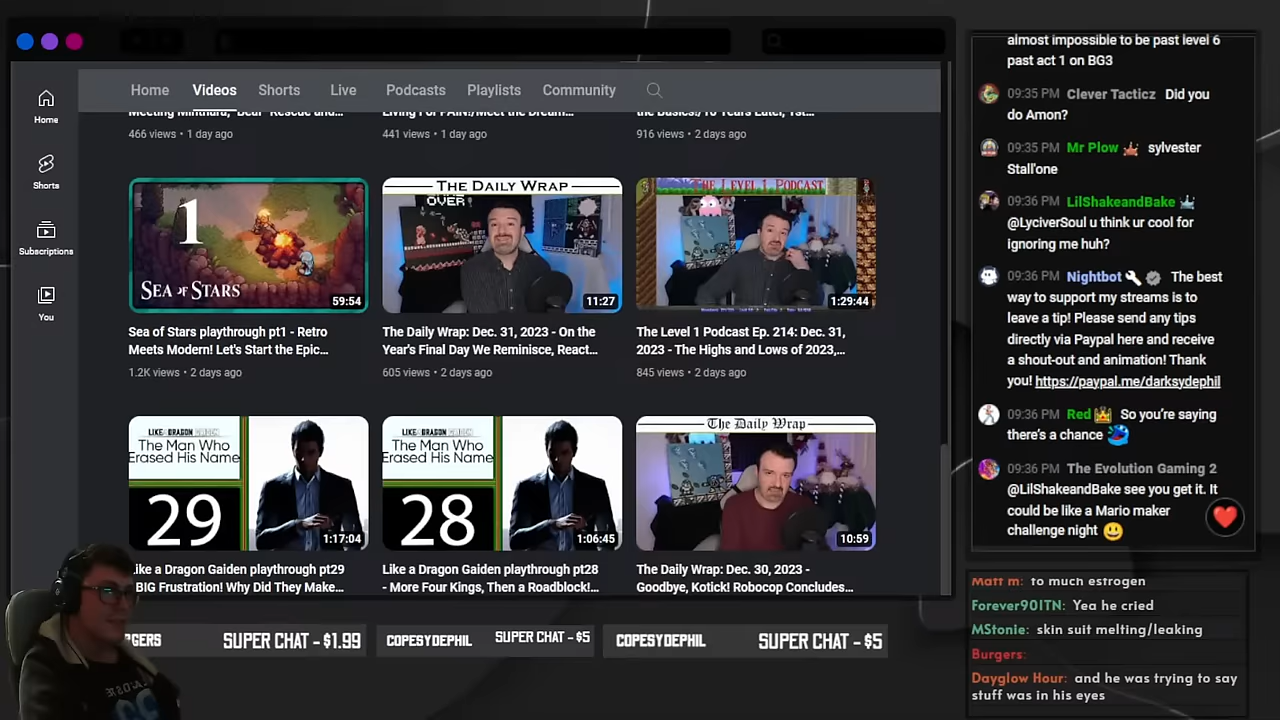 Home
Videos
Shorts
Live
Podcasts
Playlists
Community
Home
Shorts
Subscriptions
You
466 views • 1 day ago
441 views • 1 day ago
916 views • 2 days ago
1
SEA OF STARS
59:54
THE DAILY WRAP
OVER
11:27
THE LEVEL 1 PODCAST
1:29:44
Sea of Stars playthrough pt1 - Retro
Meets Modern! Let's Start the Epic...
1.2K views • 2 days ago
The Daily Wrap: Dec. 31, 2023 - On the
Year's Final Day We Reminisce, React...
605 views • 2 days ago
The Level 1 Podcast Ep. 214: Dec. 31,
2023 - The Highs and Lows of 2023,...
845 views • 2 days ago
LIKE A DRAGON GAIDEN
The Man Who
Erased His Name
29
1:17:04
LIKE A DRAGON GAIDEN
The Man Who
Erased His Name
28
1:06:45
The Daily Wrap
10:59
Like a Dragon Gaiden playthrough pt29
BIG Frustration! Why Did They Make...
Like a Dragon Gaiden playthrough pt28
- More Four Kings, Then a Roadblock!...
The Daily Wrap: Dec. 30, 2023 -
Goodbye, Kotick! Robocop Concludes...
RGERS SUPER CHAT - $1.99
COPESYDEPHIL SUPER CHAT - $5
COPESYDEPHIL SUPER CHAT - $5
almost impossible to be past level 6
past act 1 on BG3
09:35 PM Clever Tacticz Did you
do Amon?
09:35 PM Mr Plow sylvester
Stall'one
09:36 PM LilShakeandBake
@LyciverSoul u think ur cool for
ignoring me huh?
09:36 PM Nightbot The best
way to support my streams is to
leave a tip! Please send any tips
directly via Paypal here and receive
a shout-out and animation! Thank
you! https://paypal.me/darksydephil
09:36 PM Red So you're saying
there's a chance
09:36 PM The Evolution Gaming 2
@LilShakeandBake see you get it. It
could be like a Mario maker
challenge night
Matt m: to much estrogen
Forever901TN: Yea he cried
MStonie: skin suit melting/leaking
Burgers:
Dayglow Hour: and he was trying to say
stuff was in his eyes